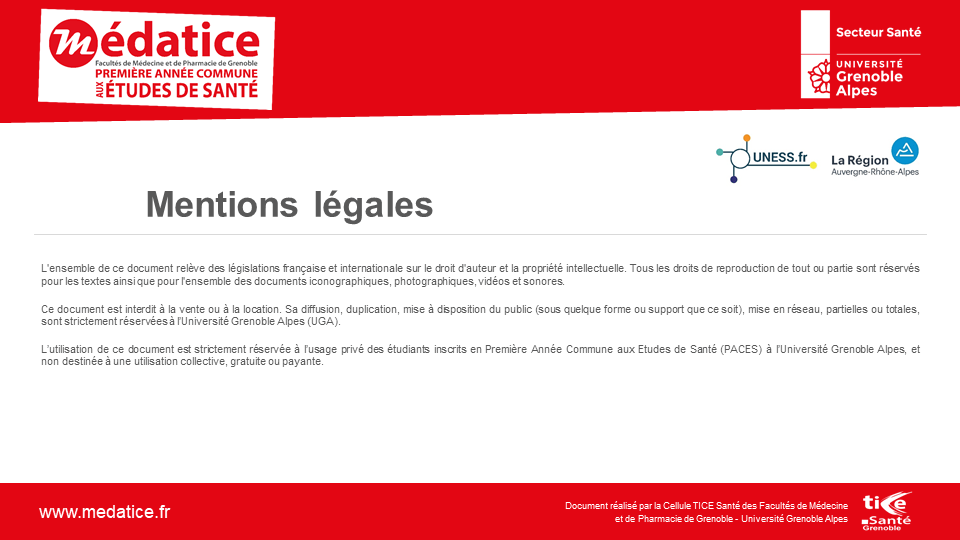 médatice
Facultés de Médecine et de Pharmacie de Grenoble
PREMIÈRE ANNÉE COMMUNE
AUX ÉTUDES DE SANTÉ
Secteur Santé
UNIVERSITÉ
Grenoble
Alpes
UNESS.fr
La Région
Auvergne-Rhône-Alpes
Mentions légales
L'ensemble de ce document relève des législations française et internationale sur le droit d'auteur et la propriété intellectuelle. Tous les droits de reproduction de tout ou partie sont réservés
pour les textes ainsi que pour l'ensemble des documents iconographiques, photographiques, vidéos et sonores.
Ce document est interdit à la vente ou à la location. Sa diffusion, duplication, mise à disposition du public (sous quelque forme ou support que ce soit), mise en réseau, partielles ou totales,
sont strictement réservées à l'Université Grenoble Alpes (UGA).
L'utilisation de ce document est strictement réservée à l'usage privé des étudiants inscrits en Première Année Commune aux Etudes de Santé (PACES) à l'Université Grenoble Alpes, et
non destinée à une utilisation collective, gratuite ou payante.
www.medatice.fr
Document réalisé par la Cellule TICE Santé des Facultés de Médecine
et de Pharmacie de Grenoble - Université Grenoble Alpes
tice
Santé
Grenoble